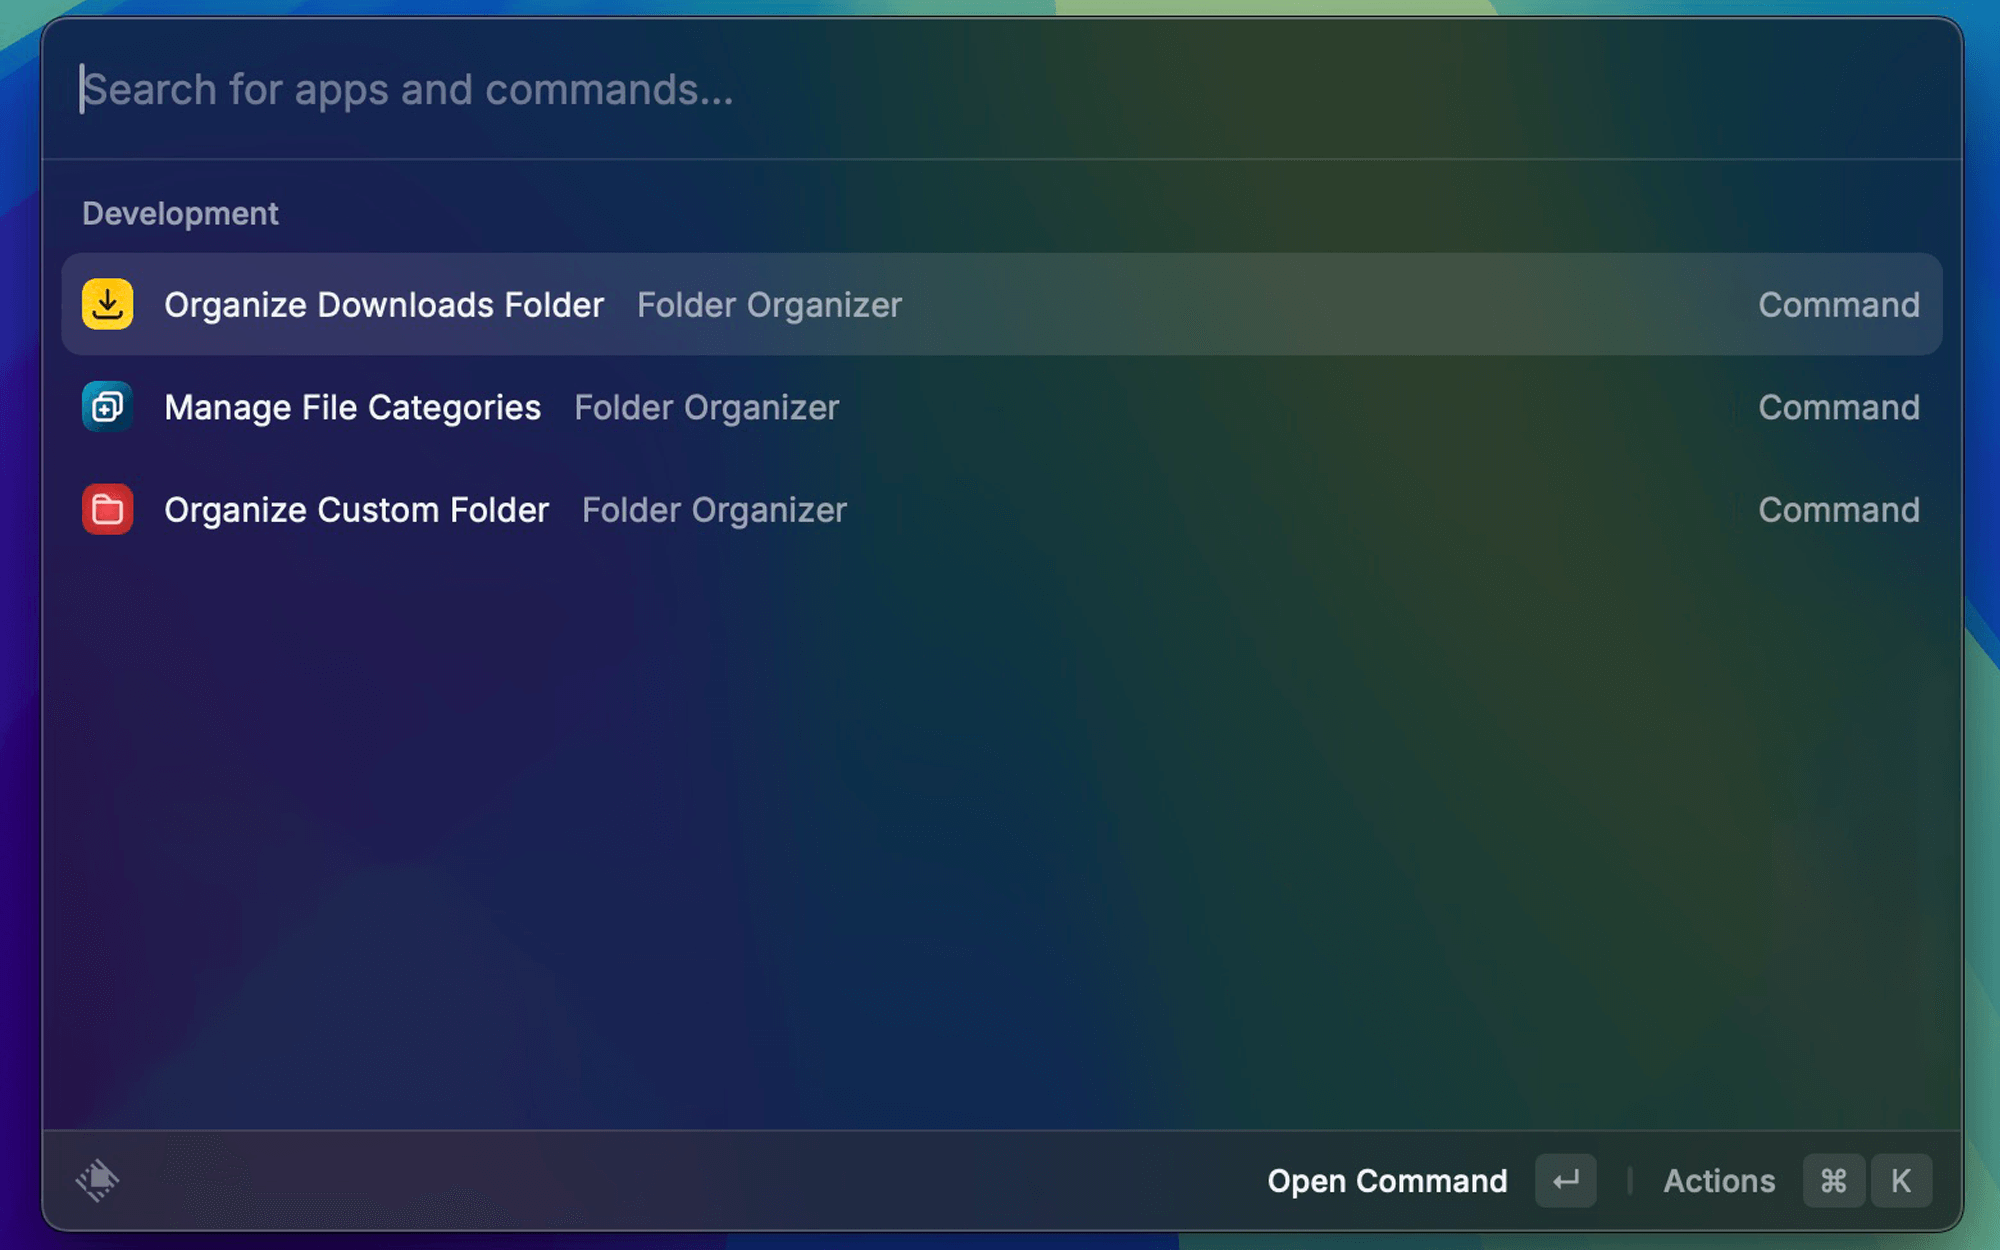 Search for apps and commands...
Development
Organize Downloads Folder Folder Organizer Command
Manage File Categories Folder Organizer Command
Organize Custom Folder Folder Organizer Command
Open Command ↵ Actions ⌘ K